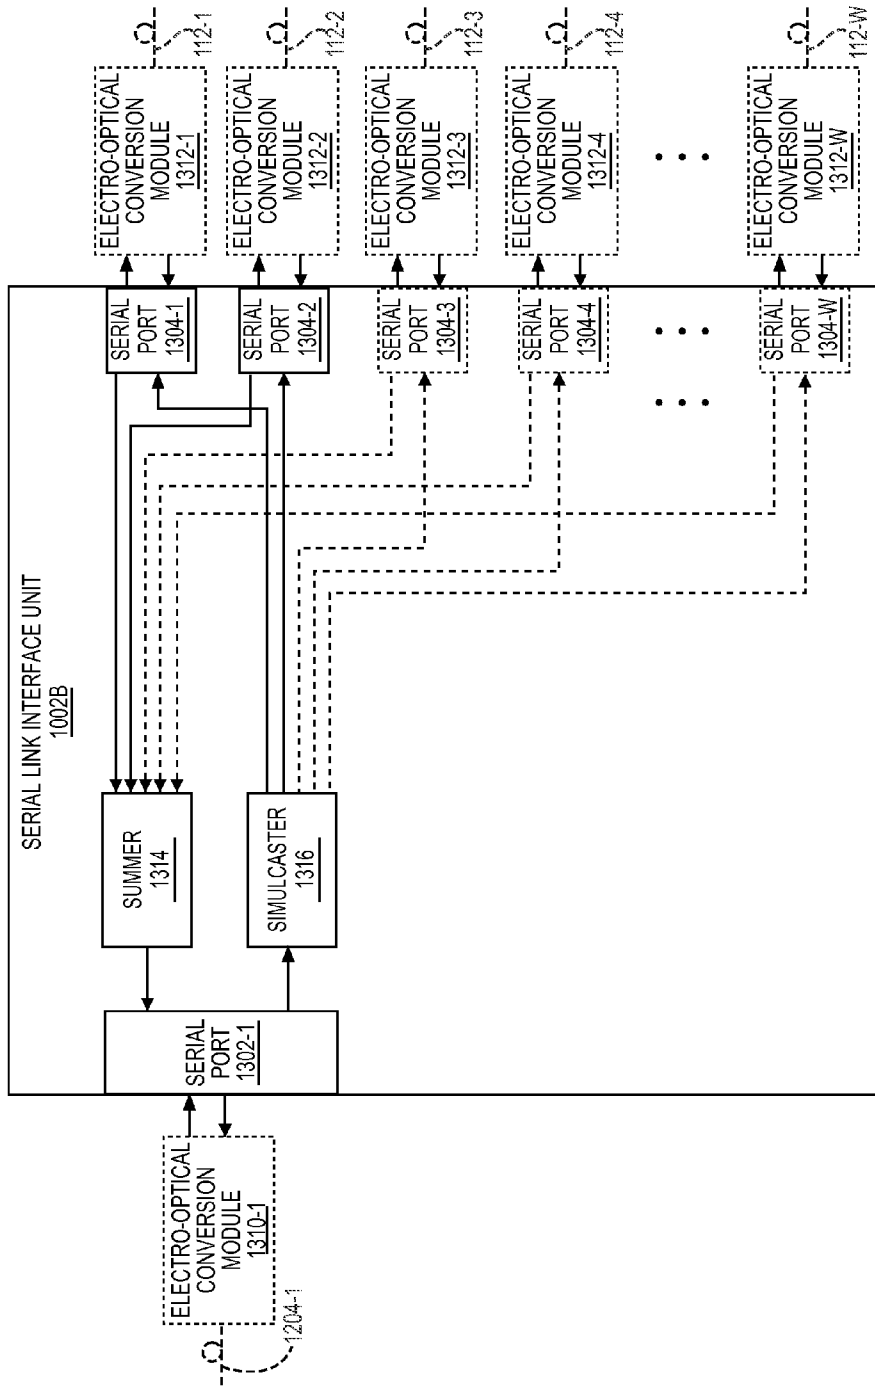 SERIAL LINK INTERFACE UNIT
1002B
1204-1
ELECTRO-OPTICAL
CONVERSION
MODULE
1310-1
SERIAL
PORT
1302-1
SUMMER
1314
SIMULCASTER
1316
SERIAL
PORT
1304-1
SERIAL
PORT
1304-2
SERIAL
PORT
1304-3
SERIAL
PORT
1304-4
SERIAL
PORT
1304-W
ELECTRO-OPTICAL
CONVERSION
MODULE
1312-1
ELECTRO-OPTICAL
CONVERSION
MODULE
1312-2
ELECTRO-OPTICAL
CONVERSION
MODULE
1312-3
ELECTRO-OPTICAL
CONVERSION
MODULE
1312-4
ELECTRO-OPTICAL
CONVERSION
MODULE
1312-W
112-1
112-2
112-3
112-4
112-W